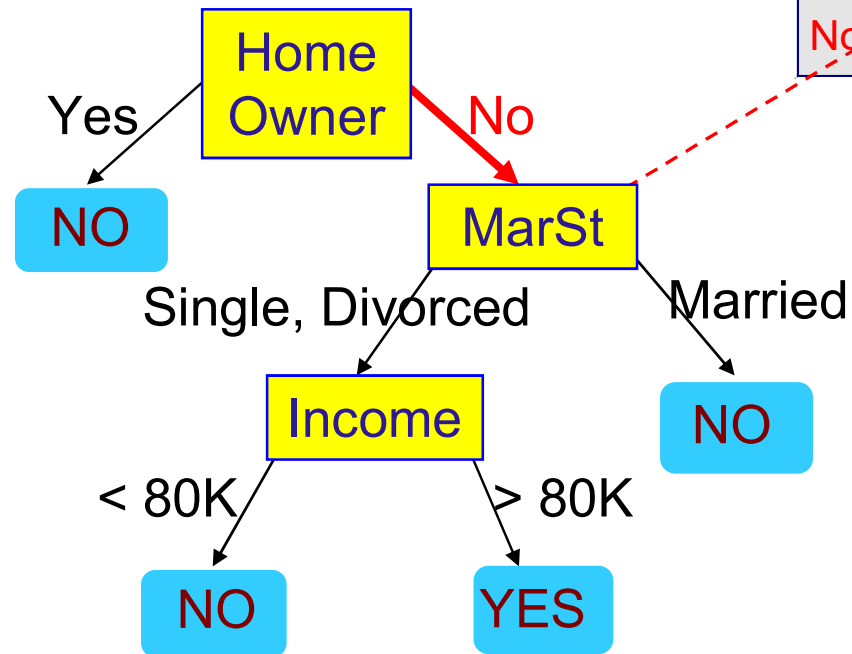 Home
Owner
Yes
No
NO
MarSt
Single, Divorced
Married
Income
NO
< 80K
> 80K
NO
YES